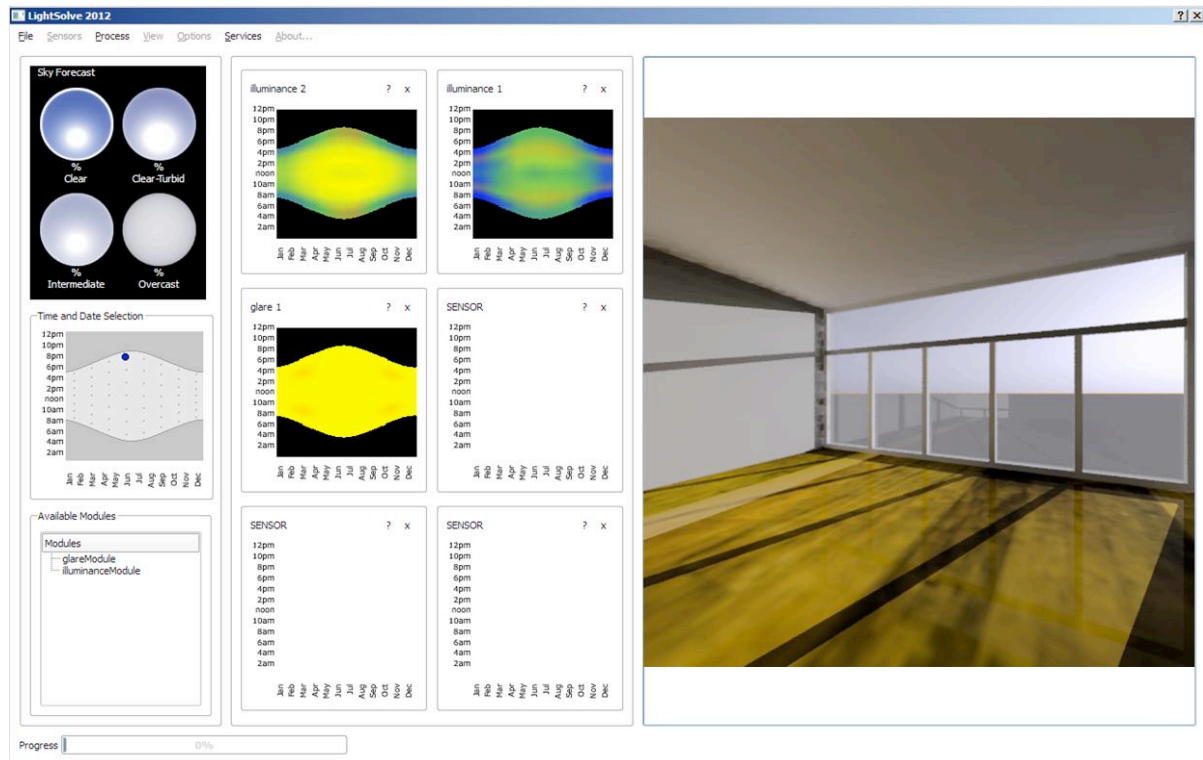 LightSolve 2012
File Sensors Process View Options Services About...
Sky Forecast
% %
Clear Clear-Turbid
% %
Intermediate Overcast
Time and Date Selection
12pm
10pm
8pm
6pm
4pm
2pm
noon
10am
8am
6am
4am
2am
Jan Feb Mar Apr May Jun Jul Aug Sep Oct Nov Dec
Available Modules
Modules
glareModule
illuminanceModule
illuminance 2 ? x
12pm
10pm
8pm
6pm
4pm
2pm
noon
10am
8am
6am
4am
2am
Jan Feb Mar Apr May Jun Jul Aug Sep Oct Nov Dec
illuminance 1 ? x
12pm
10pm
8pm
6pm
4pm
2pm
noon
10am
8am
6am
4am
2am
Jan Feb Mar Apr May Jun Jul Aug Sep Oct Nov Dec
glare 1 ? x
12pm
10pm
8pm
6pm
4pm
2pm
noon
10am
8am
6am
4am
2am
Jan Feb Mar Apr May Jun Jul Aug Sep Oct Nov Dec
SENSOR ? x
12pm
10pm
8pm
6pm
4pm
2pm
noon
10am
8am
6am
4am
2am
Jan Feb Mar Apr May Jun Jul Aug Sep Oct Nov Dec
SENSOR ? x
12pm
10pm
8pm
6pm
4pm
2pm
noon
10am
8am
6am
4am
2am
Jan Feb Mar Apr May Jun Jul Aug Sep Oct Nov Dec
SENSOR ? x
12pm
10pm
8pm
6pm
4pm
2pm
noon
10am
8am
6am
4am
2am
Jan Feb Mar Apr May Jun Jul Aug Sep Oct Nov Dec
Progress 0%